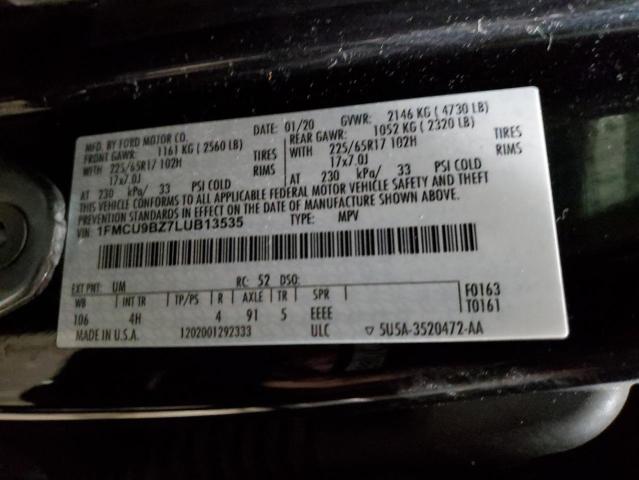 MFD. BY FORD MOTOR CO. DATE: 01/20 GVWR: 2146 KG ( 4730 LB)
FRONT GAWR: 1161 KG ( 2560 LB) REAR GAWR: 1052 KG ( 2320 LB)
WITH 225/65R17 102H TIRES WITH 225/65R17 102H TIRES
17x7.0J RIMS 17x7.0J RIMS
AT 230 kPa/ 33 PSI COLD AT 230 kPa/ 33 PSI COLD
CONFORMS TO ALL APPLICABLE FEDERAL MOTOR VEHICLE SAFETY AND THEFT
PREVENTION STANDARDS IN EFFECT ON THE DATE OF MANUFACTURE SHOWN ABOVE.
VIN: 1FMCU9BZ7LUB13535 TYPE: MPV
EXT PNT: UM RC: 52 DSO: F0163
WB INT TR TP/PS R AXLE TR SPR T0161
106 4H 4 91 5 EEEE
MADE IN U.S.A. 1202001292333 ULC ▽ 5U5A-3520472-AA